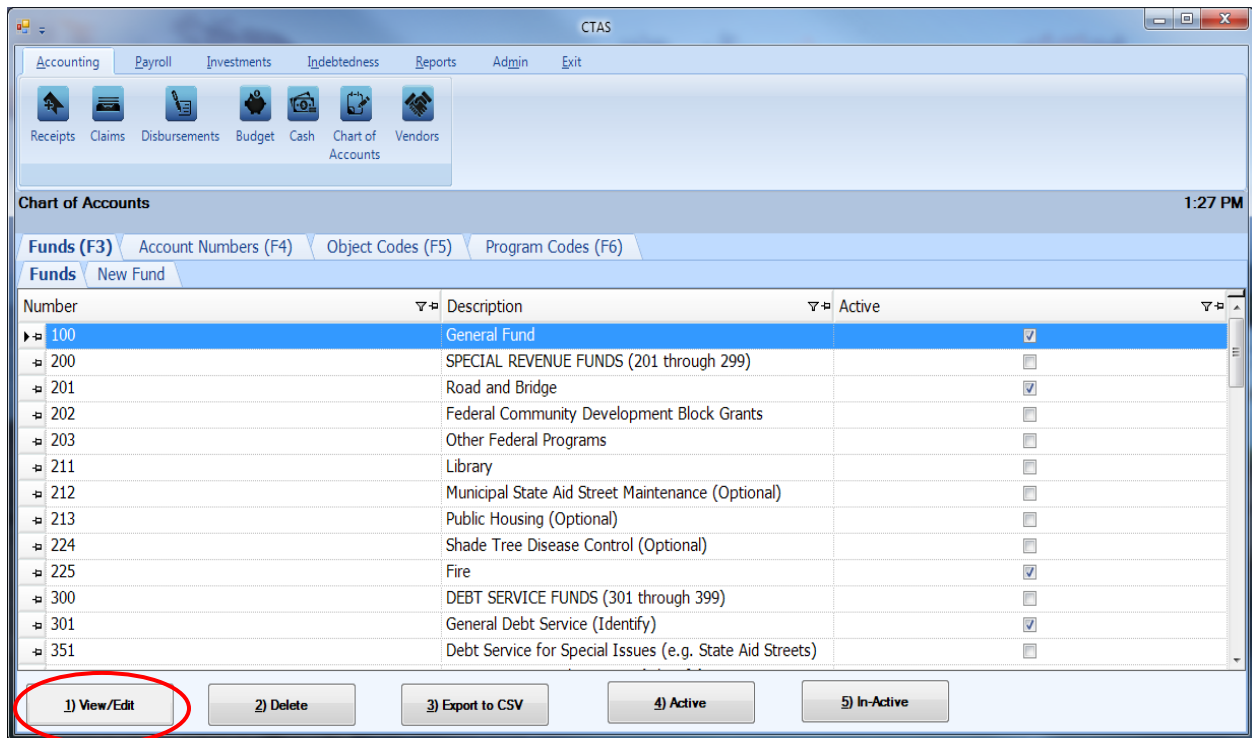 CTAS
Accounting Payroll Investments Indebtedness Reports Admin Exit
Receipts Claims Disbursements Budget Cash Chart of Accounts Vendors
Chart of Accounts 1:27 PM
Funds (F3) Account Numbers (F4) Object Codes (F5) Program Codes (F6)
Funds New Fund
Number Description Active
100 General Fund
200 SPECIAL REVENUE FUNDS (201 through 299)
201 Road and Bridge
202 Federal Community Development Block Grants
203 Other Federal Programs
211 Library
212 Municipal State Aid Street Maintenance (Optional)
213 Public Housing (Optional)
224 Shade Tree Disease Control (Optional)
225 Fire
300 DEBT SERVICE FUNDS (301 through 399)
301 General Debt Service (Identify)
351 Debt Service for Special Issues (e.g. State Aid Streets)
1) View/Edit 2) Delete 3) Export to CSV 4) Active 5) In-Active